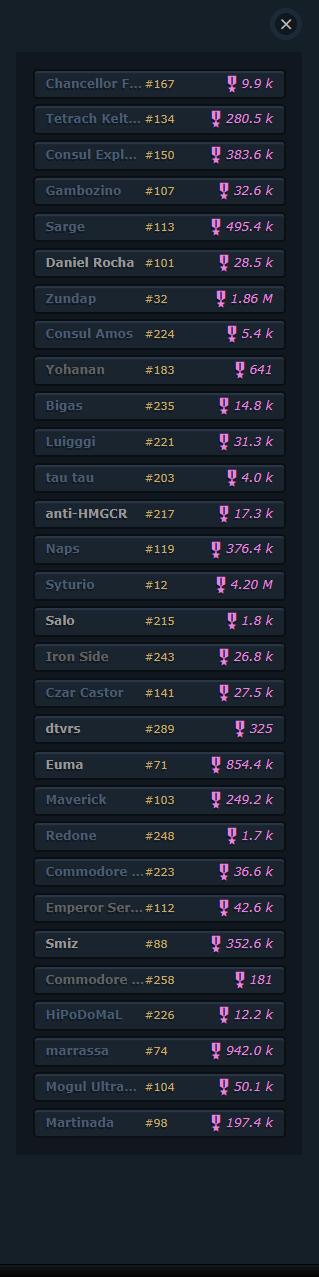 Chancellor F... #167 9.9 k
Tetrach Kelt... #134 280.5 k
Consul Expl... #150 383.6 k
Gambozino #107 32.6 k
Sarge #113 495.4 k
Daniel Rocha #101 28.5 k
Zundap #32 1.86 M
Consul Amos #224 5.4 k
Yohanan #183 641
Bigas #235 14.8 k
Luigggi #221 31.3 k
tau tau #203 4.0 k
anti-HMGCR #217 17.3 k
Naps #119 376.4 k
Syturio #12 4.20 M
Salo #215 1.8 k
Iron Side #243 26.8 k
Czar Castor #141 27.5 k
dtvrs #289 325
Euma #71 854.4 k
Maverick #103 249.2 k
Redone #248 1.7 k
Commodore ... #223 36.6 k
Emperor Ser... #112 42.6 k
Smiz #88 352.6 k
Commodore ... #258 181
HiPoDoMaL #226 12.2 k
marrassa #74 942.0 k
Mogul Ultra... #104 50.1 k
Martinada #98 197.4 k